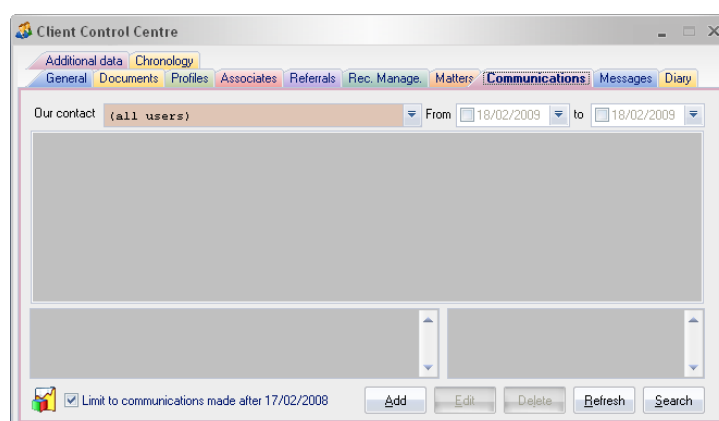 Client Control Centre
Additional data Chronology
General Documents Profiles Associates Referrals Rec. Manage. Matters Communications Messages Diary
Our contact (all users) From 18/02/2009 to 18/02/2009
Limit to communications made after 17/02/2008 Add Edit Delete Refresh Search